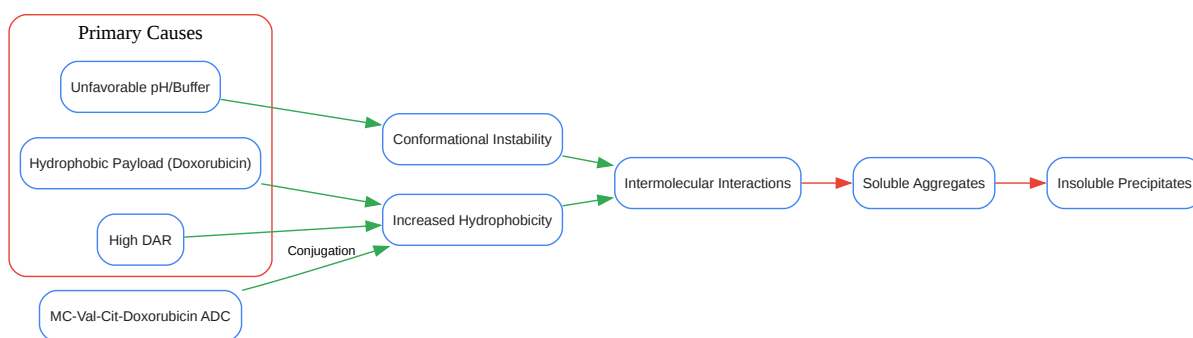 Primary Causes
Unfavorable pH/Buffer
Hydrophobic Payload (Doxorubicin)
High DAR
MC-Val-Cit-Doxorubicin ADC
Conjugation
Conformational Instability
Increased Hydrophobicity
Intermolecular Interactions
Soluble Aggregates
Insoluble Precipitates